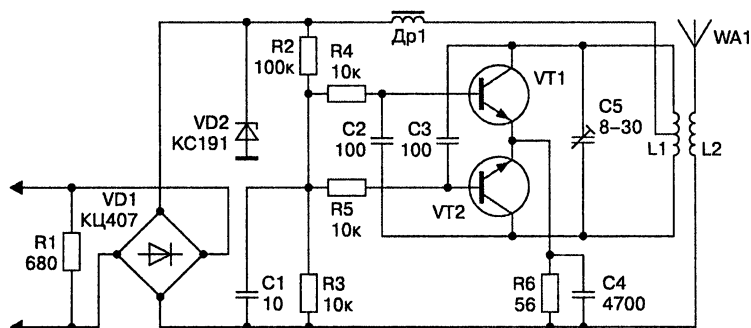 R2
100к
R4
10к
Др1
WA1
VT1
VD2
КС191
C2
100
C3
100
C5
8–30
L1
L2
VD1
КЦ407
R5
10к
VT2
R1
680
C1
10
R3
10к
R6
56
C4
4700